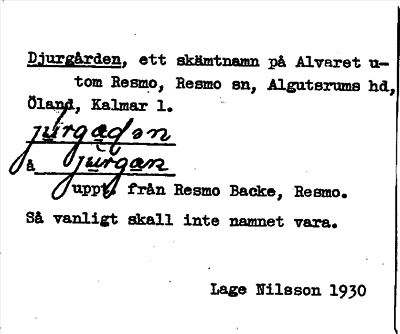 Djurgården, ett skämtnamn på Alvaret u-
tom Resmo, Resmo sn, Algutsrums hd,
Öland, Kalmar l.
jurgadən
å jurgan
uppt. från Resmo Backe, Resmo.
Så vanligt skall inte namnet vara.
Lage Nilsson 1930